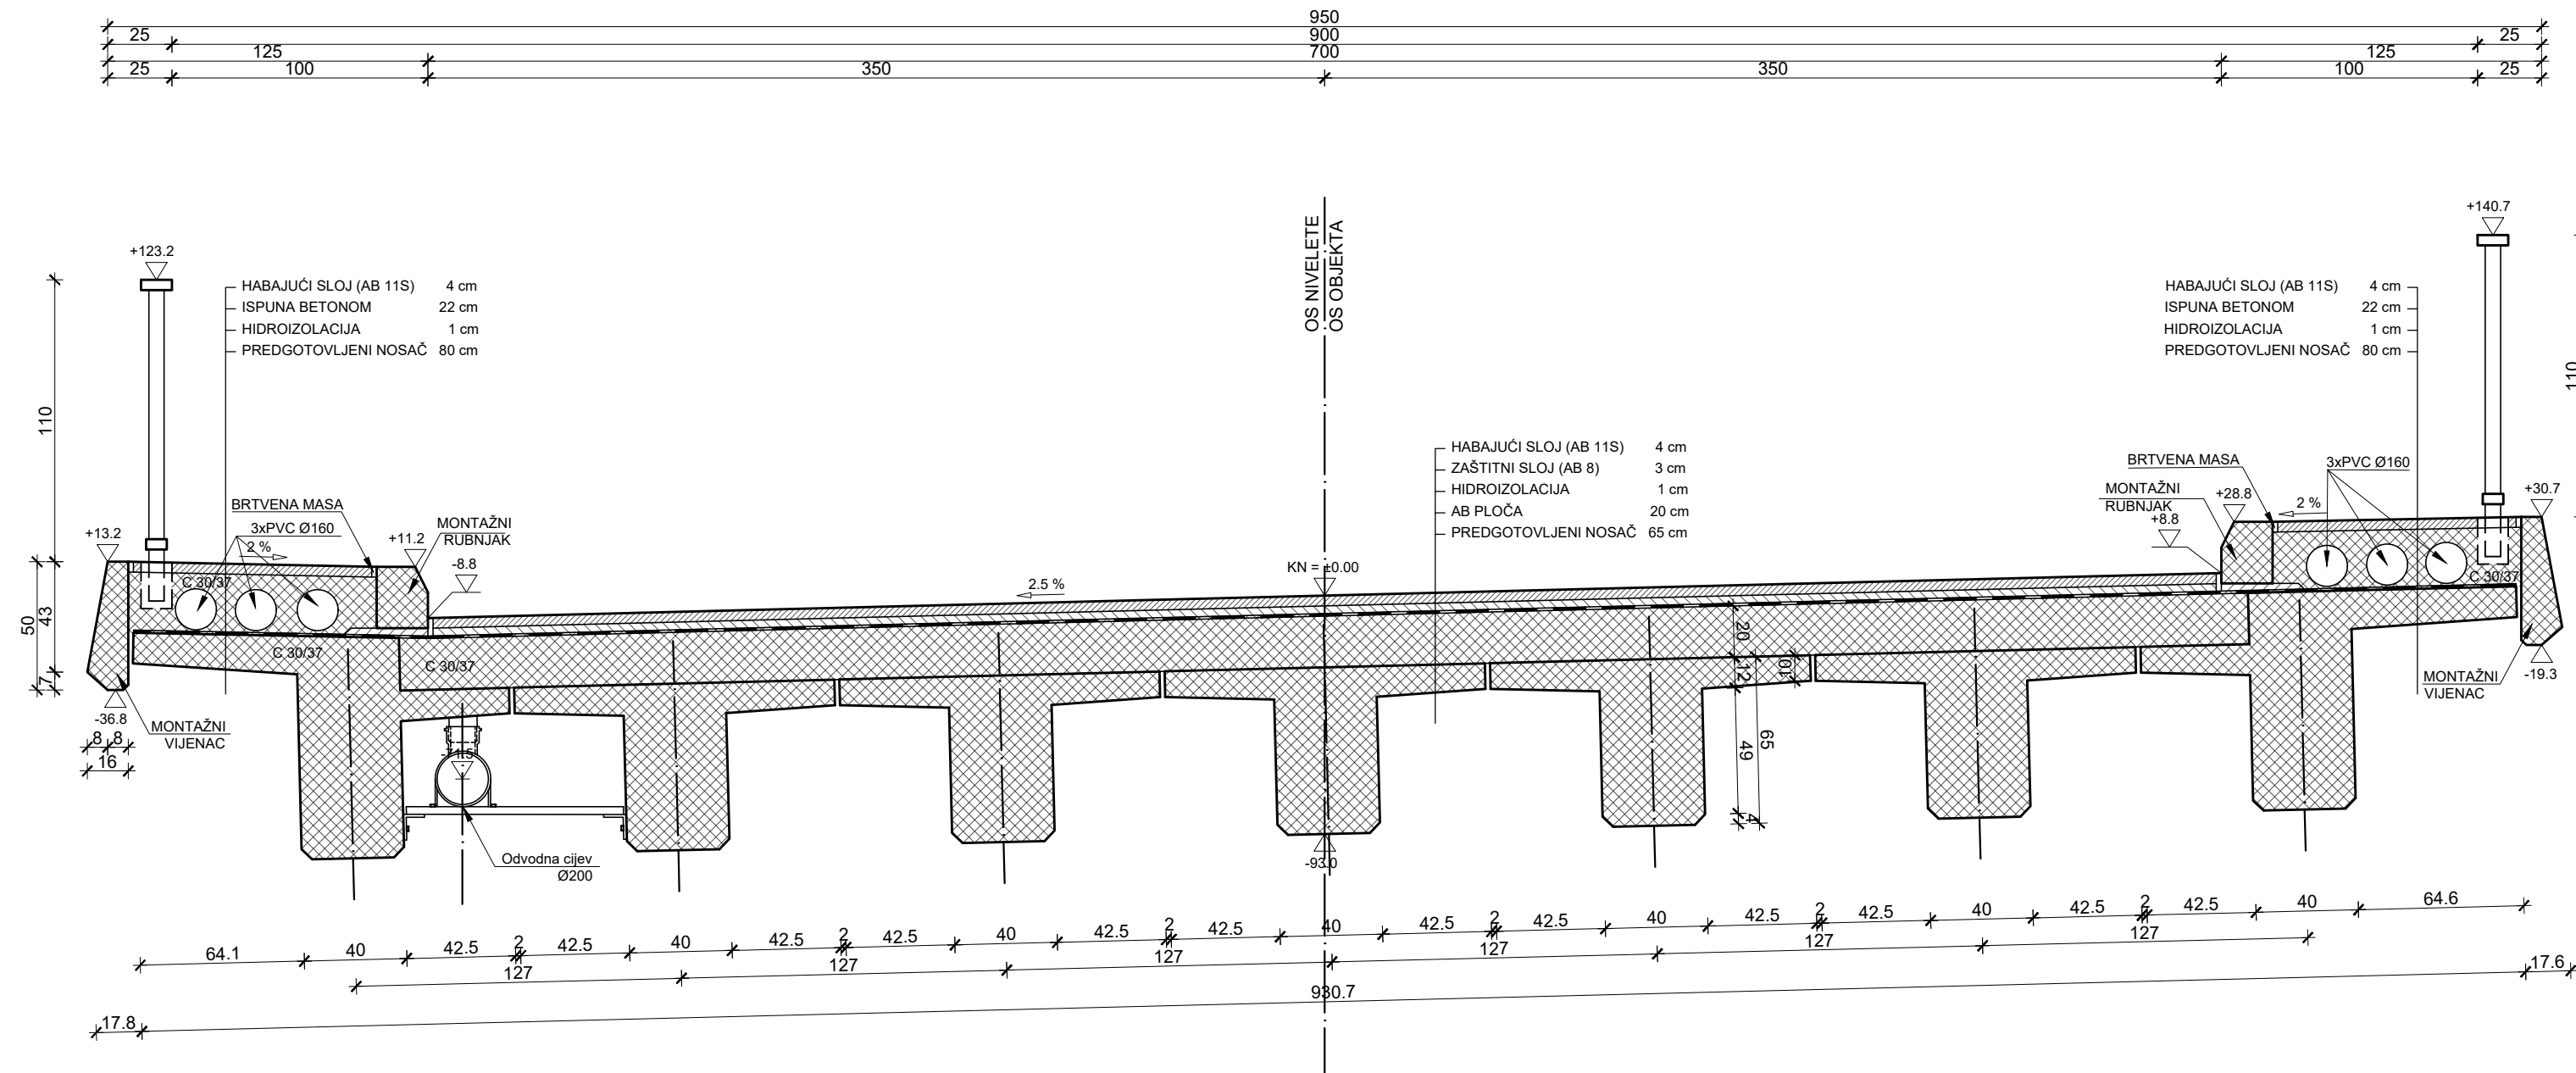 950
25
900
25
125
700
125
25
100
350
350
100
25
OS NIVELETE
OS OBJEKTA
+140.7
+123.2
HABAJUĆI SLOJ (AB 11S) 4 cm
ISPUNA BETONOM 22 cm
HIDROIZOLACIJA 1 cm
PREDGOTOVLJENI NOSAČ 80 cm
HABAJUĆI SLOJ (AB 11S) 4 cm
ISPUNA BETONOM 22 cm
HIDROIZOLACIJA 1 cm
PREDGOTOVLJENI NOSAČ 80 cm
110
110
HABAJUĆI SLOJ (AB 11S) 4 cm
ZAŠTITNI SLOJ (AB 8) 3 cm
HIDROIZOLACIJA 1 cm
AB PLOČA 20 cm
PREDGOTOVLJENI NOSAČ 65 cm
BRTVENA MASA
3xPVC Ø160
MONTAŽNI
RUBNJAK
+28.8
+30.7
2 %
+8.8
BRTVENA MASA
3xPVC Ø160
MONTAŽNI
RUBNJAK
+13.2
2 %
+11.2
-8.8
KN = ±0.00
2.5 %
C 30/37
C 30/37
C 30/37
C 30/37
50
43
7
20
12
10
65
49
4
-36.8
MONTAŽNI
VIJENAC
8
8
16
-19.3
MONTAŽNI
VIJENAC
Odvodna cijev
Ø200
-93.0
64.1
40
42.5
2
42.5
40
42.5
2
42.5
40
42.5
2
42.5
40
42.5
2
42.5
40
42.5
2
42.5
40
42.5
2
42.5
40
64.6
127
127
127
127
127
127
17.8
930.7
17.6